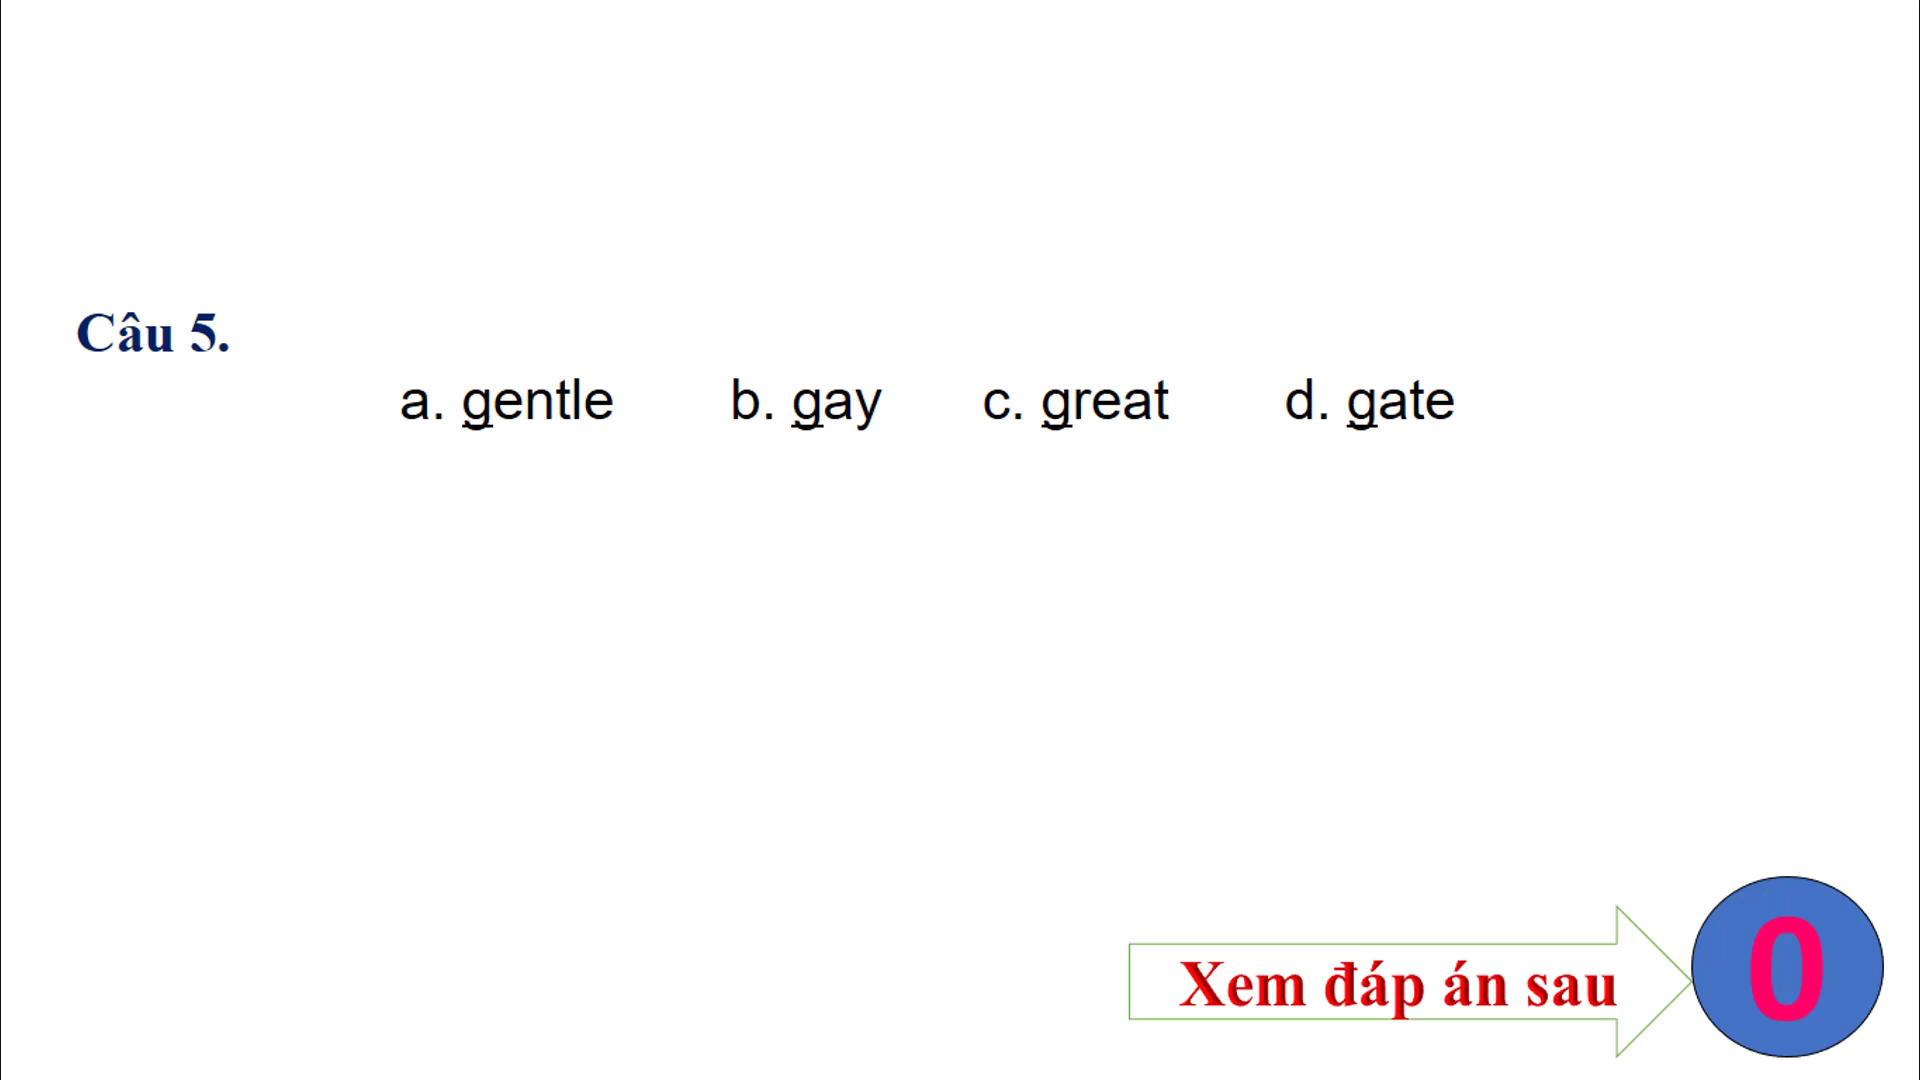 Câu 5.
a. gentle b. gay c. great d. gate
Xem đáp án sau
0